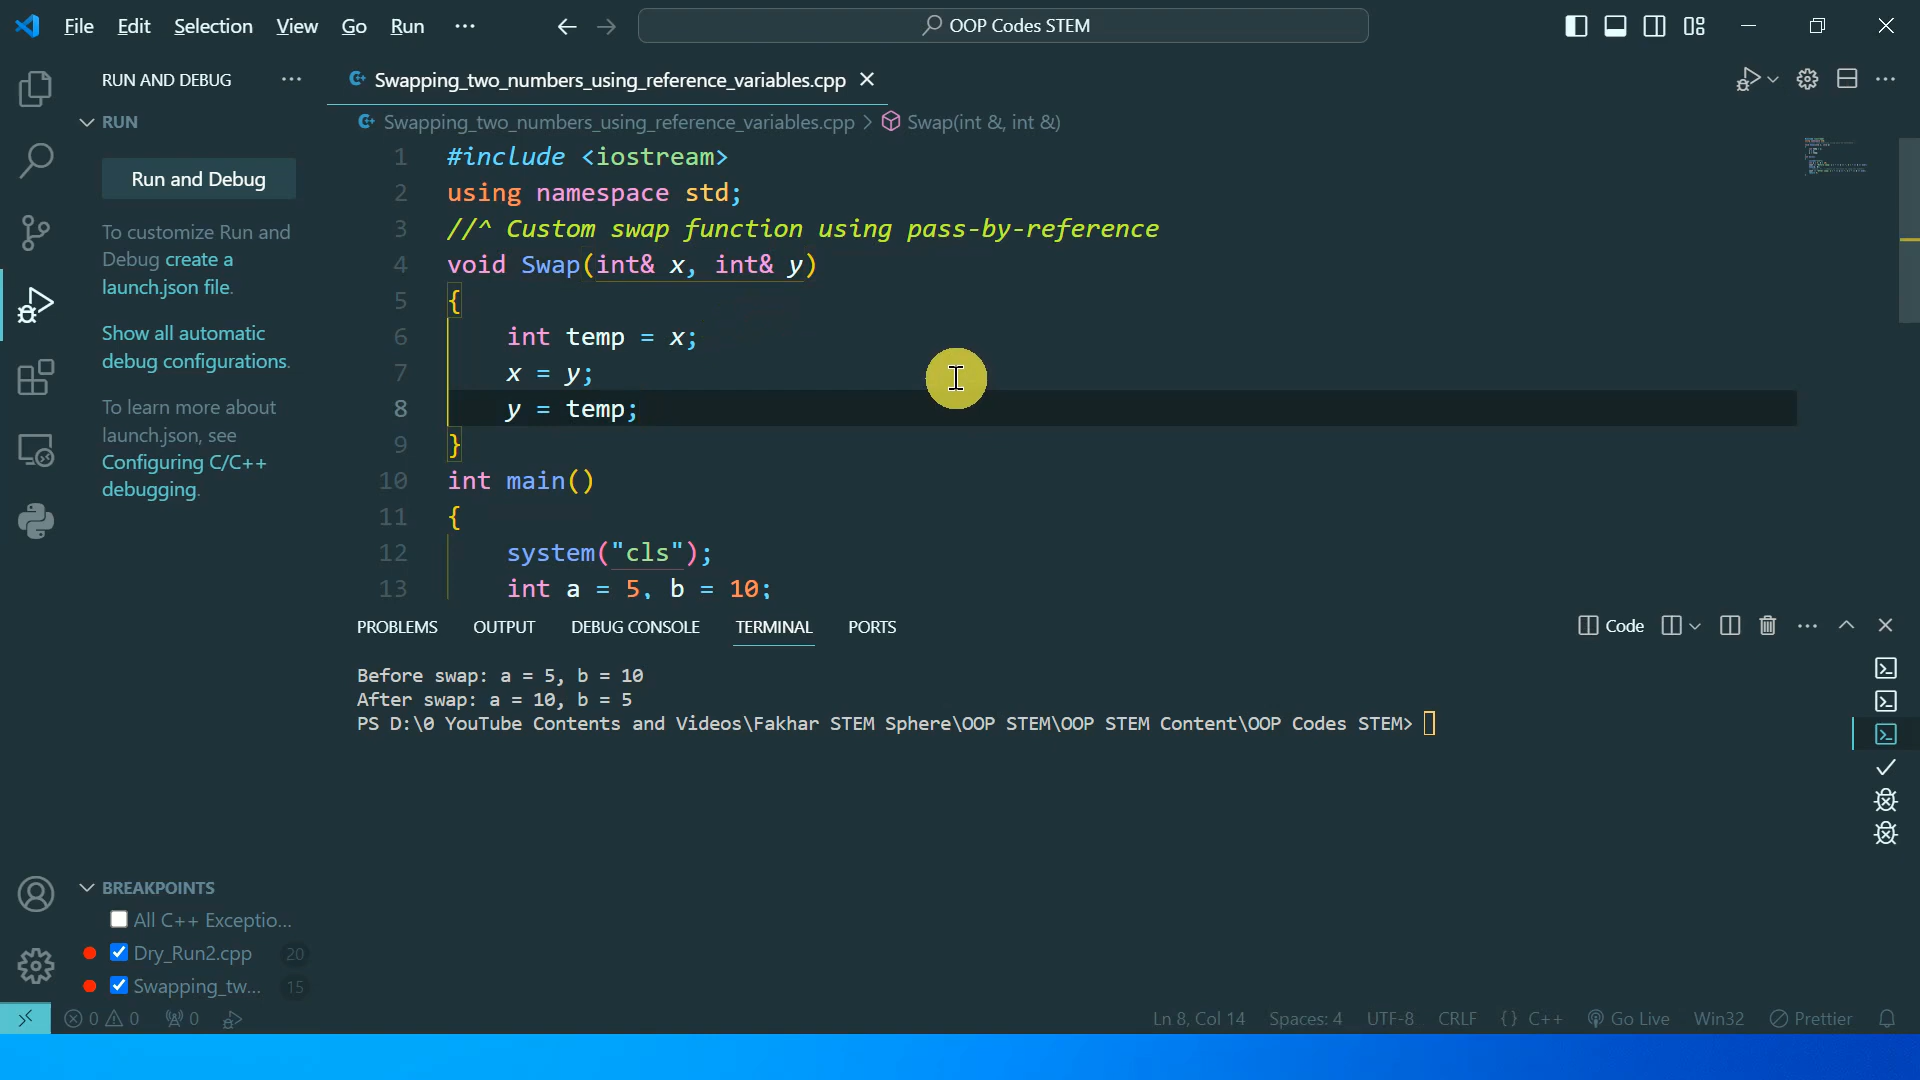 File Edit Selection View Go Run ··· OOP Codes STEM
RUN AND DEBUG ···
RUN
Run and Debug
To customize Run and
Debug create a
launch.json file.
Show all automatic
debug configurations.
To learn more about
launch.json, see
Configuring C/C++
debugging.
BREAKPOINTS
All C++ Exceptio...
Dry_Run2.cpp 20
Swapping_tw... 15
Swapping_two_numbers_using_reference_variables.cpp
Swapping_two_numbers_using_reference_variables.cpp > Swap(int &, int &)
1 #include <iostream>
2 using namespace std;
3 //^ Custom swap function using pass-by-reference
4 void Swap(int& x, int& y)
5 {
6 int temp = x;
7 x = y;
8 y = temp;
9 }
10 int main()
11 {
12 system("cls");
13 int a = 5, b = 10;
PROBLEMS OUTPUT DEBUG CONSOLE TERMINAL PORTS Code
Before swap: a = 5, b = 10
After swap: a = 10, b = 5
PS D:\0 YouTube Contents and Videos\Fakhar STEM Sphere\OOP STEM\OOP STEM Content\OOP Codes STEM>
0 0 0 Ln 8, Col 14 Spaces: 4 UTF-8 CRLF {} C++ Go Live Win32 Prettier